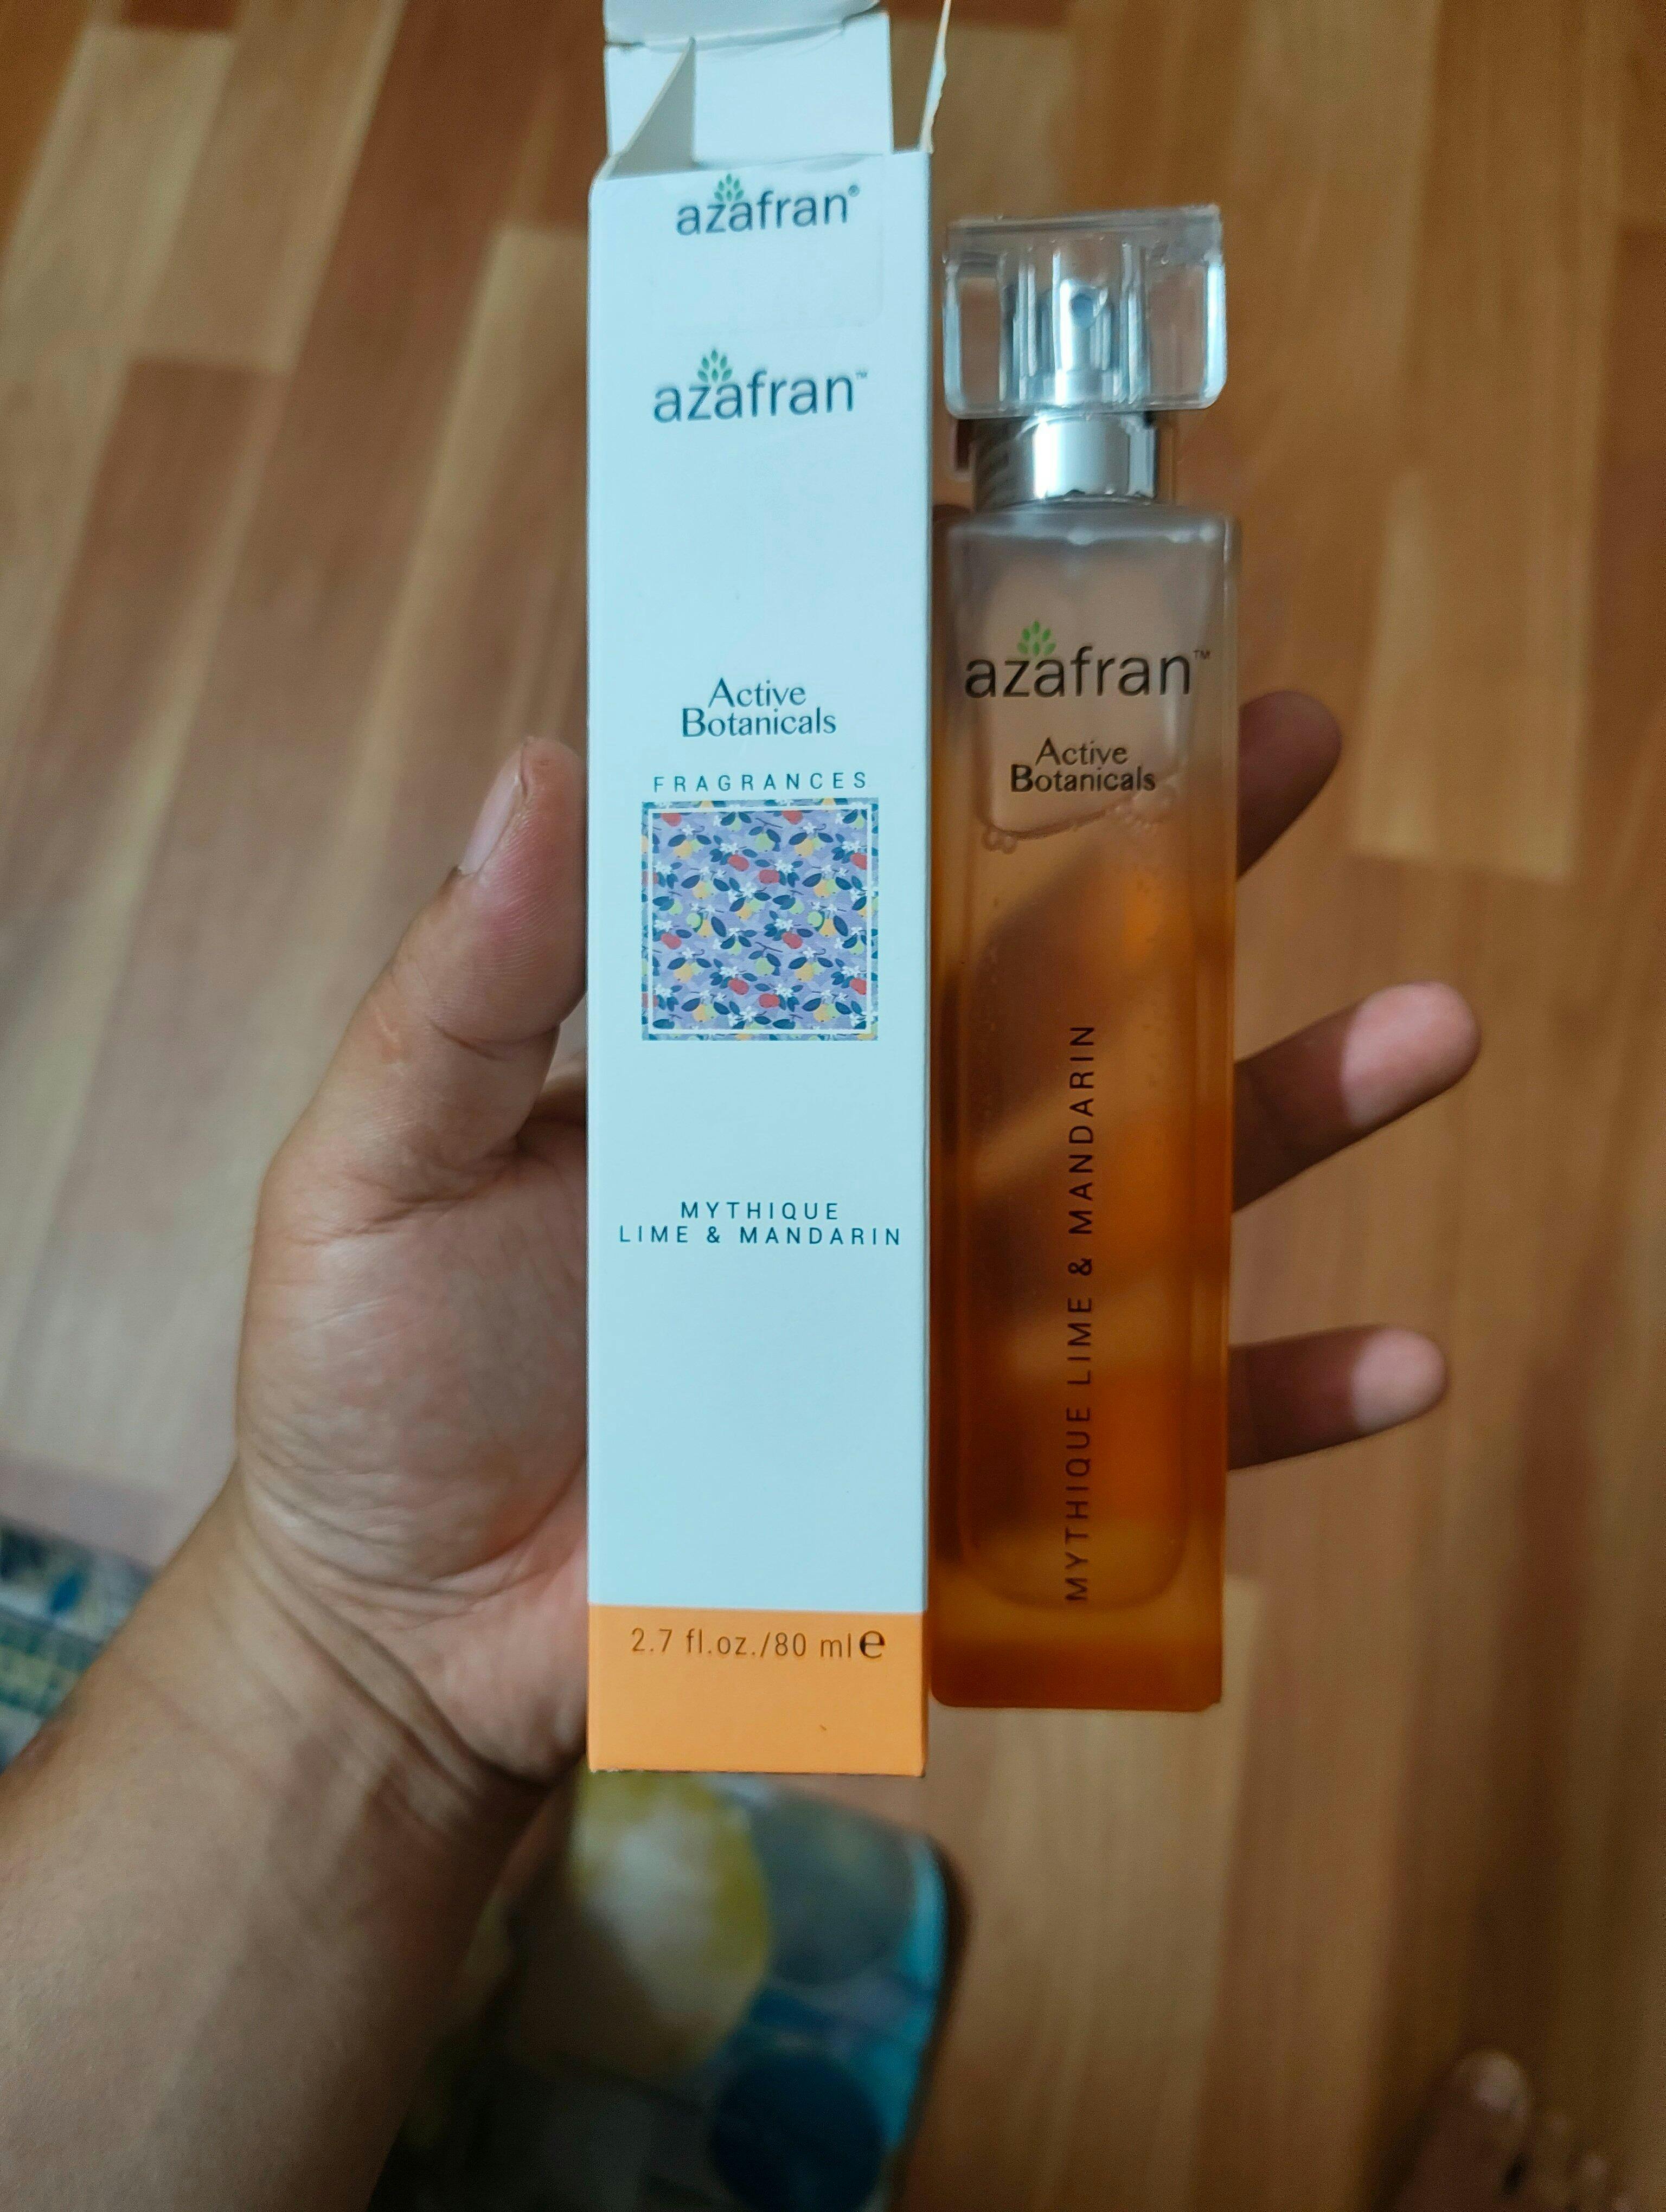 azafran®
azafran™
Active
Botanicals
FRAGRANCES
MYTHIQUE
LIME & MANDARIN
2.7 fl.oz./80 ml ℮
azafran™
Active
Botanicals
MYTHIQUE LIME & MANDARIN